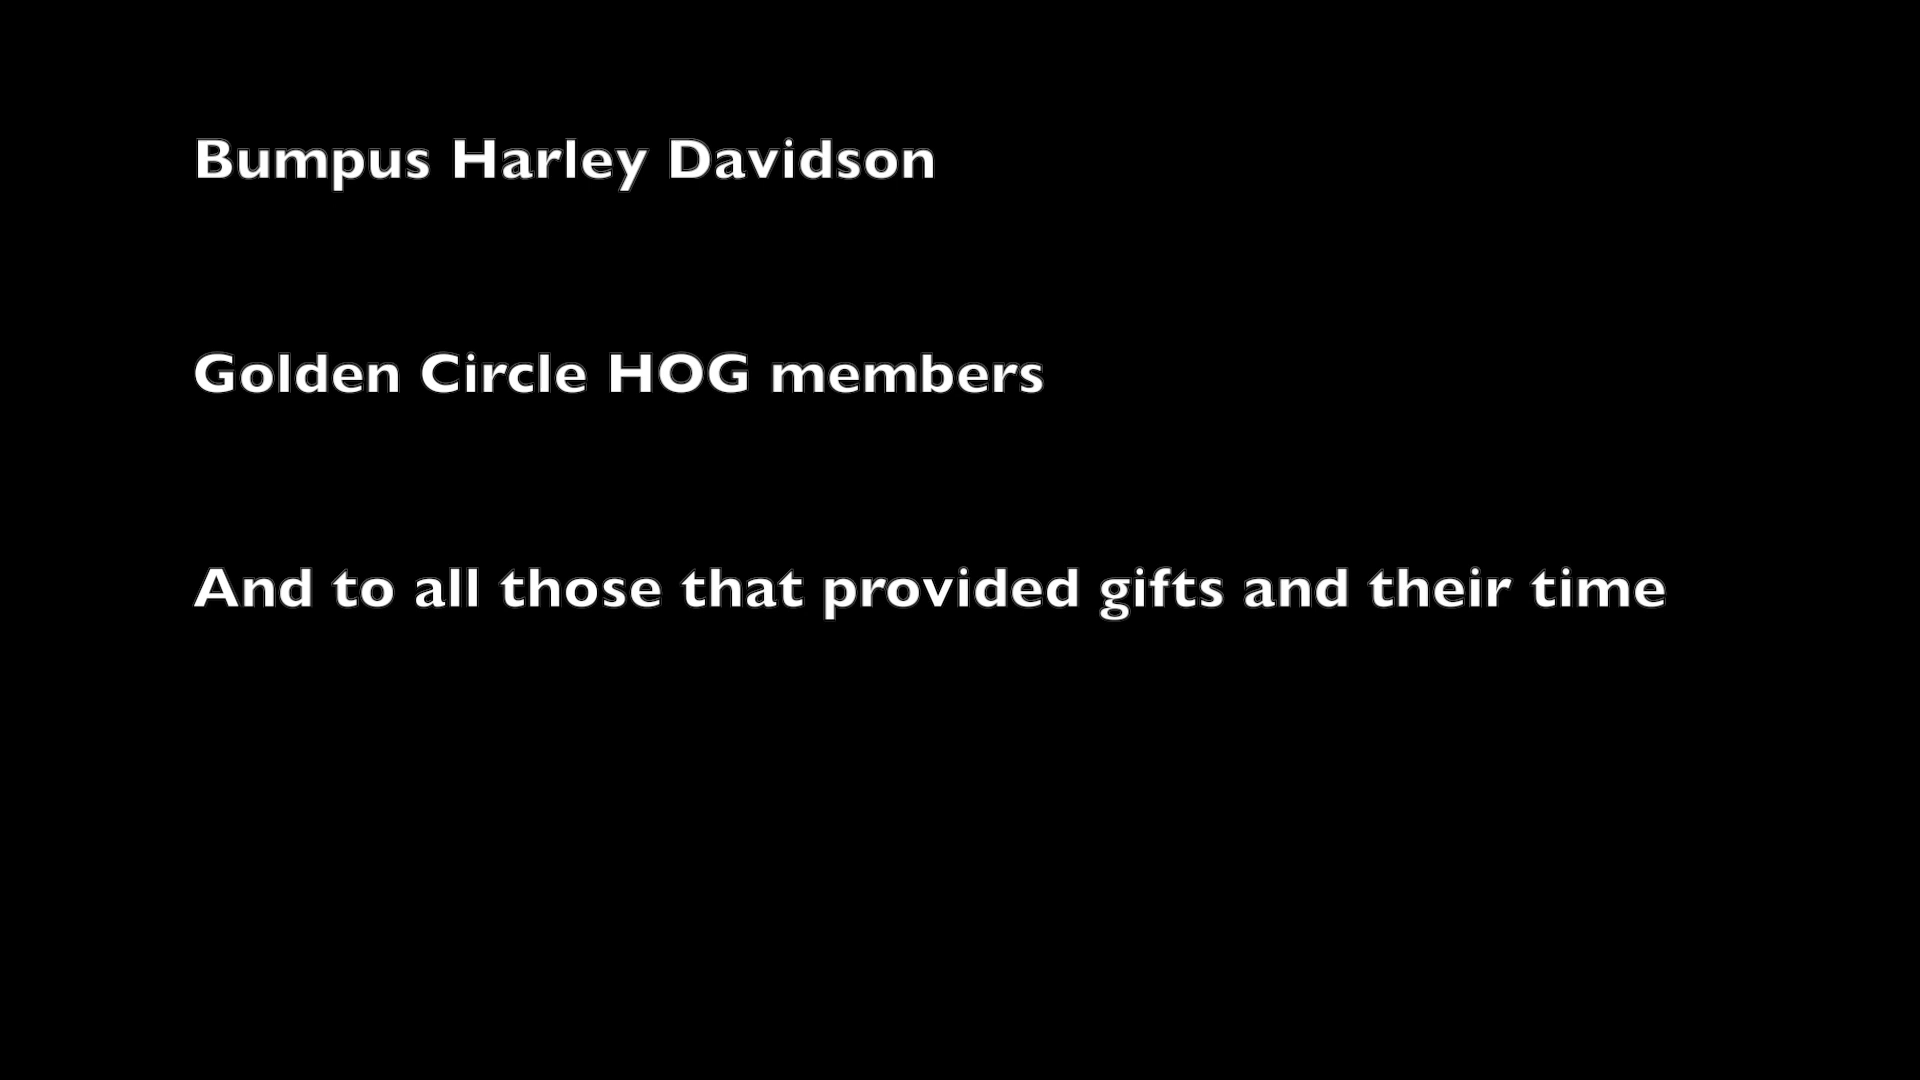 Bumpus Harley Davidson
Golden Circle HOG members
And to all those that provided gifts and their time